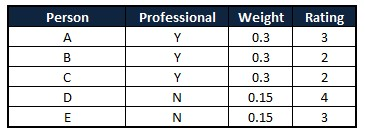 Person Professional Weight Rating
A Y 0.3 3
B Y 0.3 2
C Y 0.3 2
D N 0.15 4
E N 0.15 3